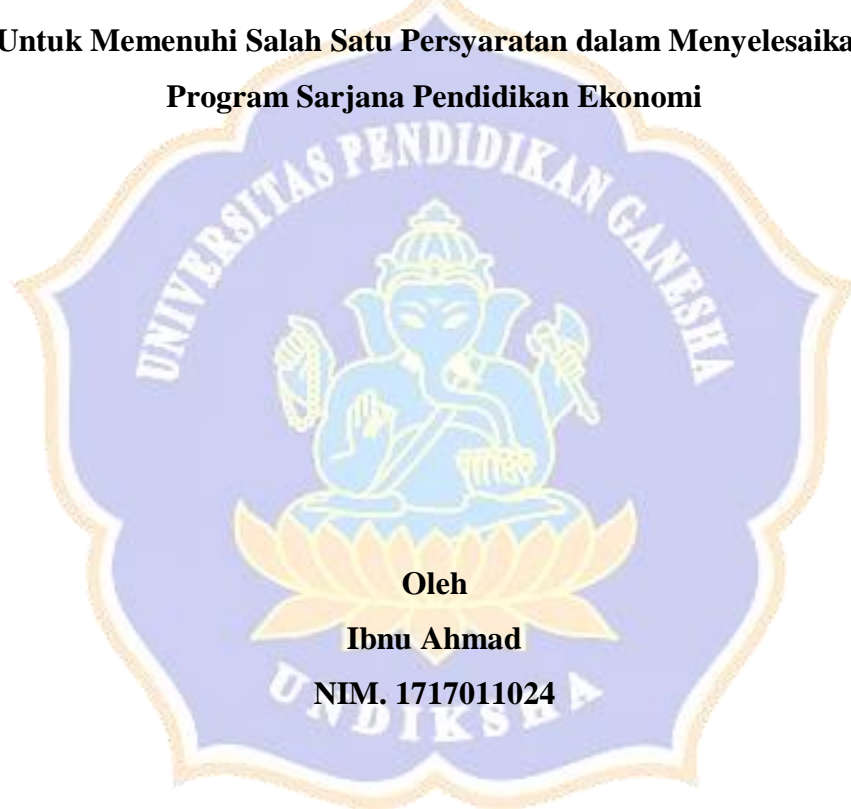 Untuk Memenuhi Salah Satu Persyaratan dalam Menyelesaika
Program Sarjana Pendidikan Ekonomi
UNIVERSITAS PENDIDIKAN GANESHA
Oleh
Ibnu Ahmad
NIM. 1717011024
UNDIKSHA